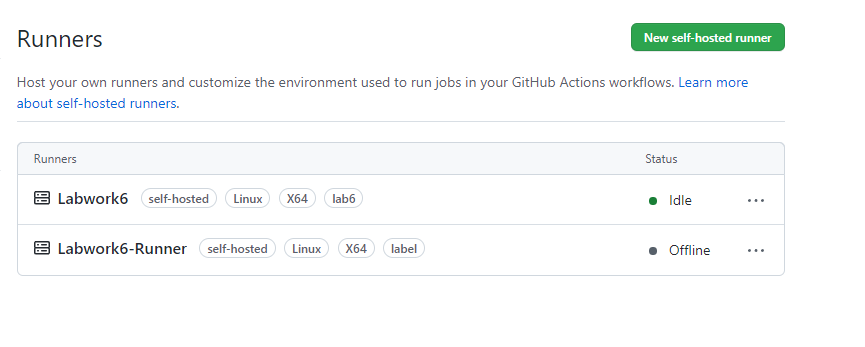 Runners
New self-hosted runner
Host your own runners and customize the environment used to run jobs in your GitHub Actions workflows. Learn more
about self-hosted runners.
Runners Status
Labwork6 self-hosted Linux X64 lab6 Idle ...
Labwork6-Runner self-hosted Linux X64 label Offline ...